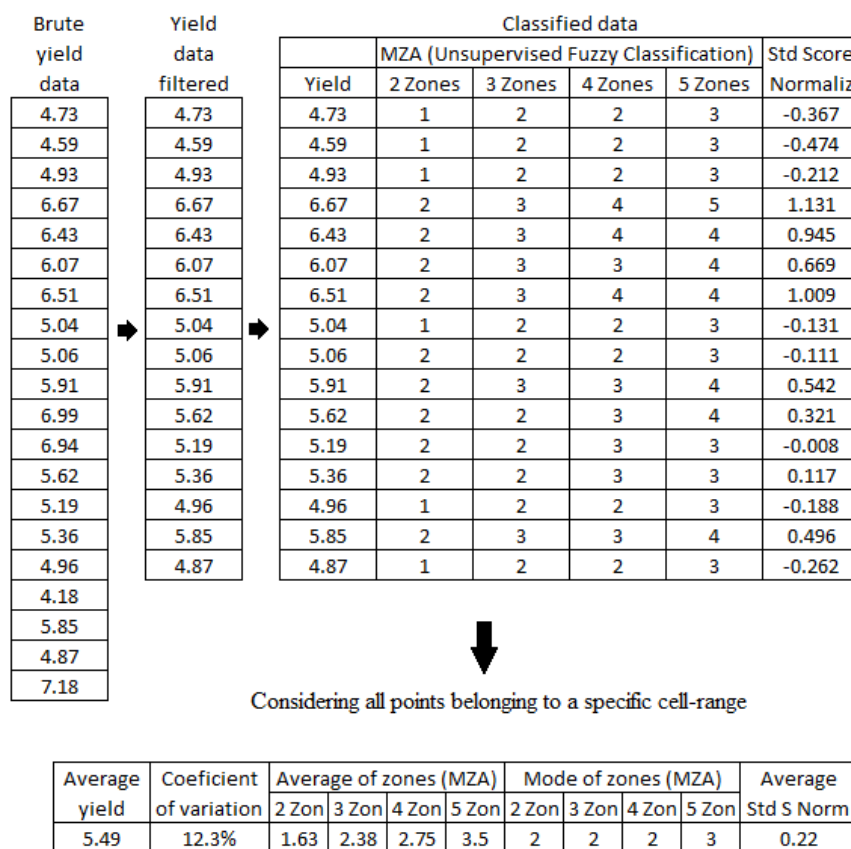 Brute Yield Classified data
yield data MZA (Unsupervised Fuzzy Classification) Std Score
data filtered Yield 2 Zones 3 Zones 4 Zones 5 Zones Normaliz
4.73 4.73 4.73 1 2 2 3 -0.367
4.59 4.59 4.59 1 2 2 3 -0.474
4.93 4.93 4.93 1 2 2 3 -0.212
6.67 6.67 6.67 2 3 4 5 1.131
6.43 6.43 6.43 2 3 4 4 0.945
6.07 6.07 6.07 2 3 3 4 0.669
6.51 6.51 6.51 2 3 4 4 1.009
5.04 5.04 5.04 1 2 2 3 -0.131
5.06 5.06 5.06 2 2 2 3 -0.111
5.91 5.91 5.91 2 3 3 4 0.542
6.99 5.62 5.62 2 2 3 4 0.321
6.94 5.19 5.19 2 2 3 3 -0.008
5.62 5.36 5.36 2 2 3 3 0.117
5.19 4.96 4.96 1 2 2 3 -0.188
5.36 5.85 5.85 2 3 3 4 0.496
4.96 4.87 4.87 1 2 2 3 -0.262
4.18
5.85
4.87
7.18
Considering all points belonging to a specific cell-range
Average Coeficient Average of zones (MZA) Mode of zones (MZA) Average
yield of variation 2 Zon 3 Zon 4 Zon 5 Zon 2 Zon 3 Zon 4 Zon 5 Zon Std S Norm
5.49 12.3% 1.63 2.38 2.75 3.5 2 2 2 3 0.22